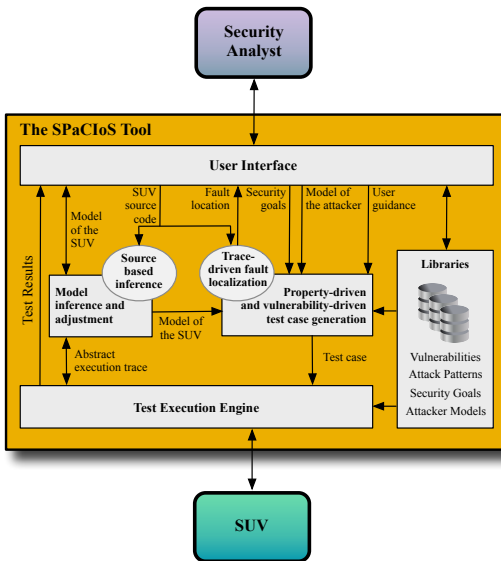 Security
Analyst
The SPaCIoS Tool
User Interface
SUV
source
code
Fault
location
Security
goals
Model of
the attacker
User
guidance
Model
of the
SUV
Test Results
Source
based
inference
Trace-
driven fault
localization
Libraries
Model
inference and
adjustment
Property-driven
and vulnerability-driven
test case generation
Model of
the SUV
Abstract
execution trace
Test case
Vulnerabilities
Attack Patterns
Security Goals
Attacker Models
Test Execution Engine
SUV